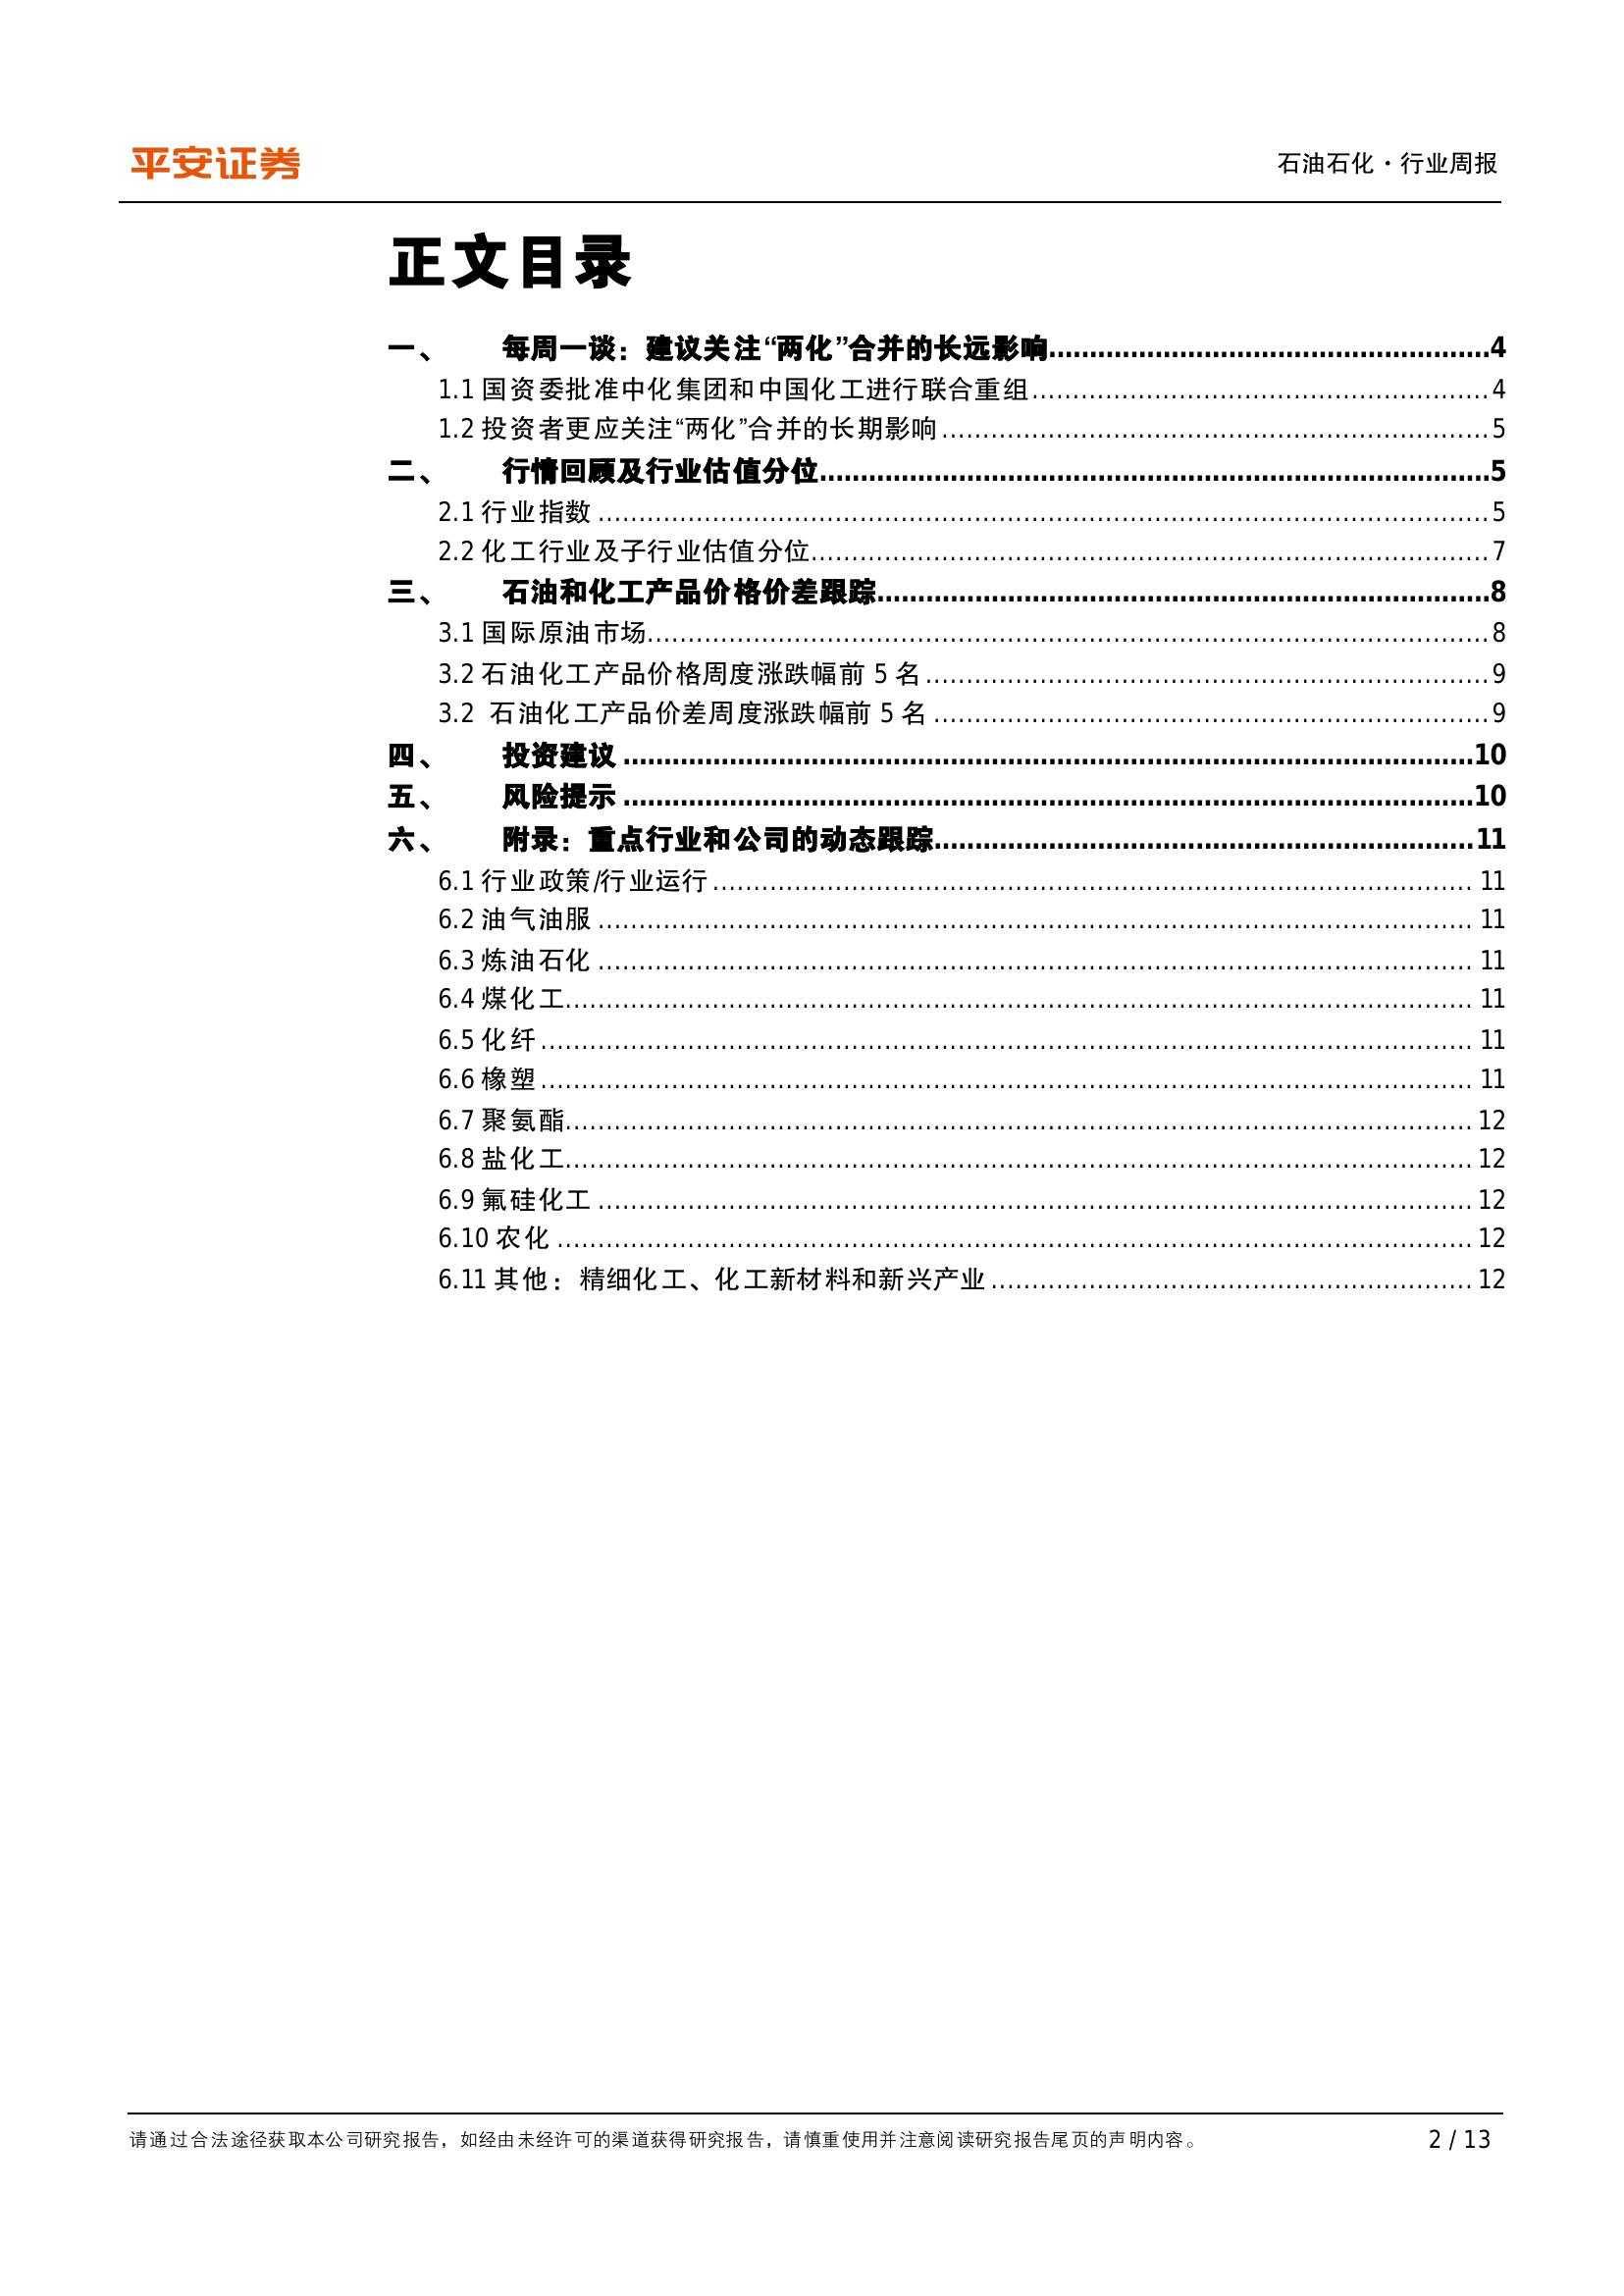 平安证券
石油石化·行业周报
正文目录
一、 每周一谈：建议关注“两化”合并的长远影响........................................4
1.1 国资委批准中化集团和中国化工进行联合重组........................................4
1.2 投资者更应关注“两化”合并的长期影响........................................5
二、 行情回顾及行业估值分位........................................5
2.1 行业指数........................................5
2.2 化工行业及子行业估值分位........................................7
三、 石油和化工产品价格价差跟踪........................................8
3.1 国际原油市场........................................8
3.2 石油化工产品价格周度涨跌幅前 5 名........................................9
3.2 石油化工产品价差周度涨跌幅前 5 名........................................9
四、 投资建议........................................10
五、 风险提示........................................10
六、 附录：重点行业和公司的动态跟踪........................................11
6.1 行业政策/行业运行........................................11
6.2 油气油服........................................11
6.3 炼油石化........................................11
6.4 煤化工........................................11
6.5 化纤........................................11
6.6 橡塑........................................11
6.7 聚氨酯........................................12
6.8 盐化工........................................12
6.9 氟硅化工........................................12
6.10 农化........................................12
6.11 其他：精细化工、化工新材料和新兴产业........................................12
请通过合法途径获取本公司研究报告，如经由未经许可的渠道获得研究报告，请慎重使用并注意阅读研究报告尾页的声明内容。
2 / 13